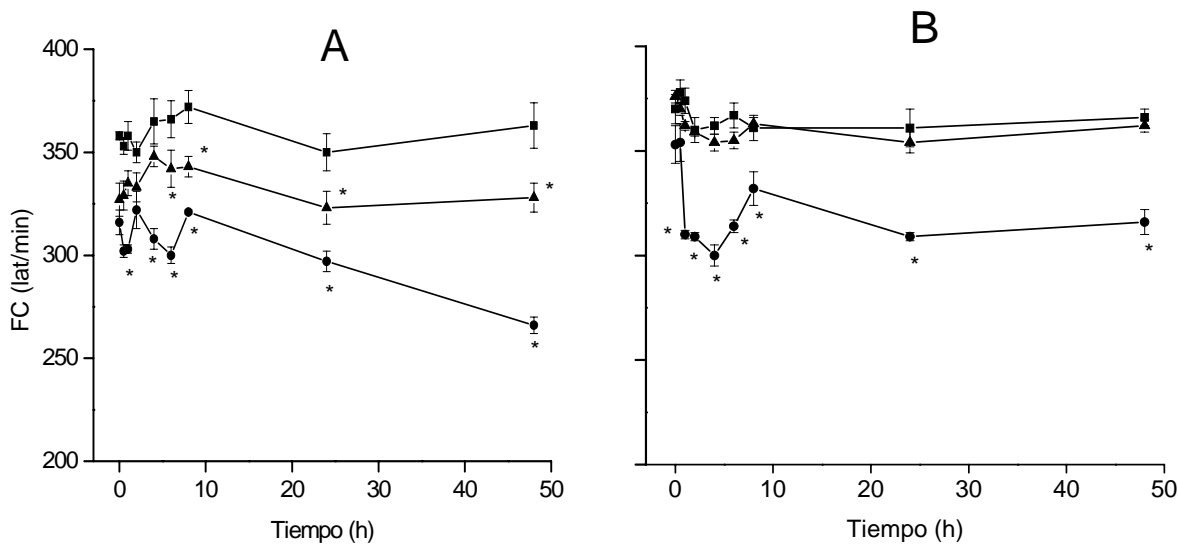 A
B
400
350
300
250
200
FC (lat/min)
0 10 20 30 40 50
0 10 20 30 40 50
Tiempo (h)
Tiempo (h)
* * * * * * * * * * *
* * * * * * *